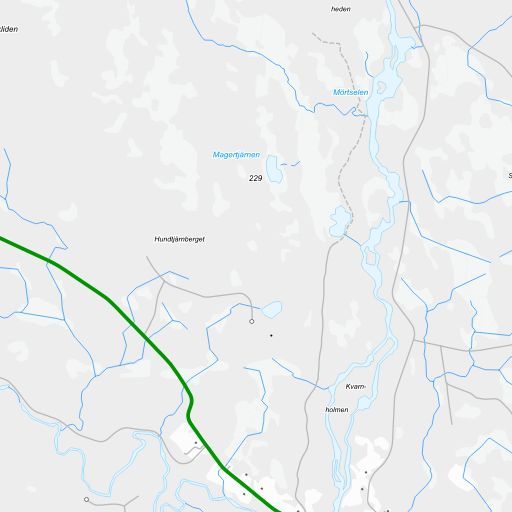 heden
liden
Mörtselen
Magertjärnen
229
S
Hundtjärnberget
Kvarn-
holmen